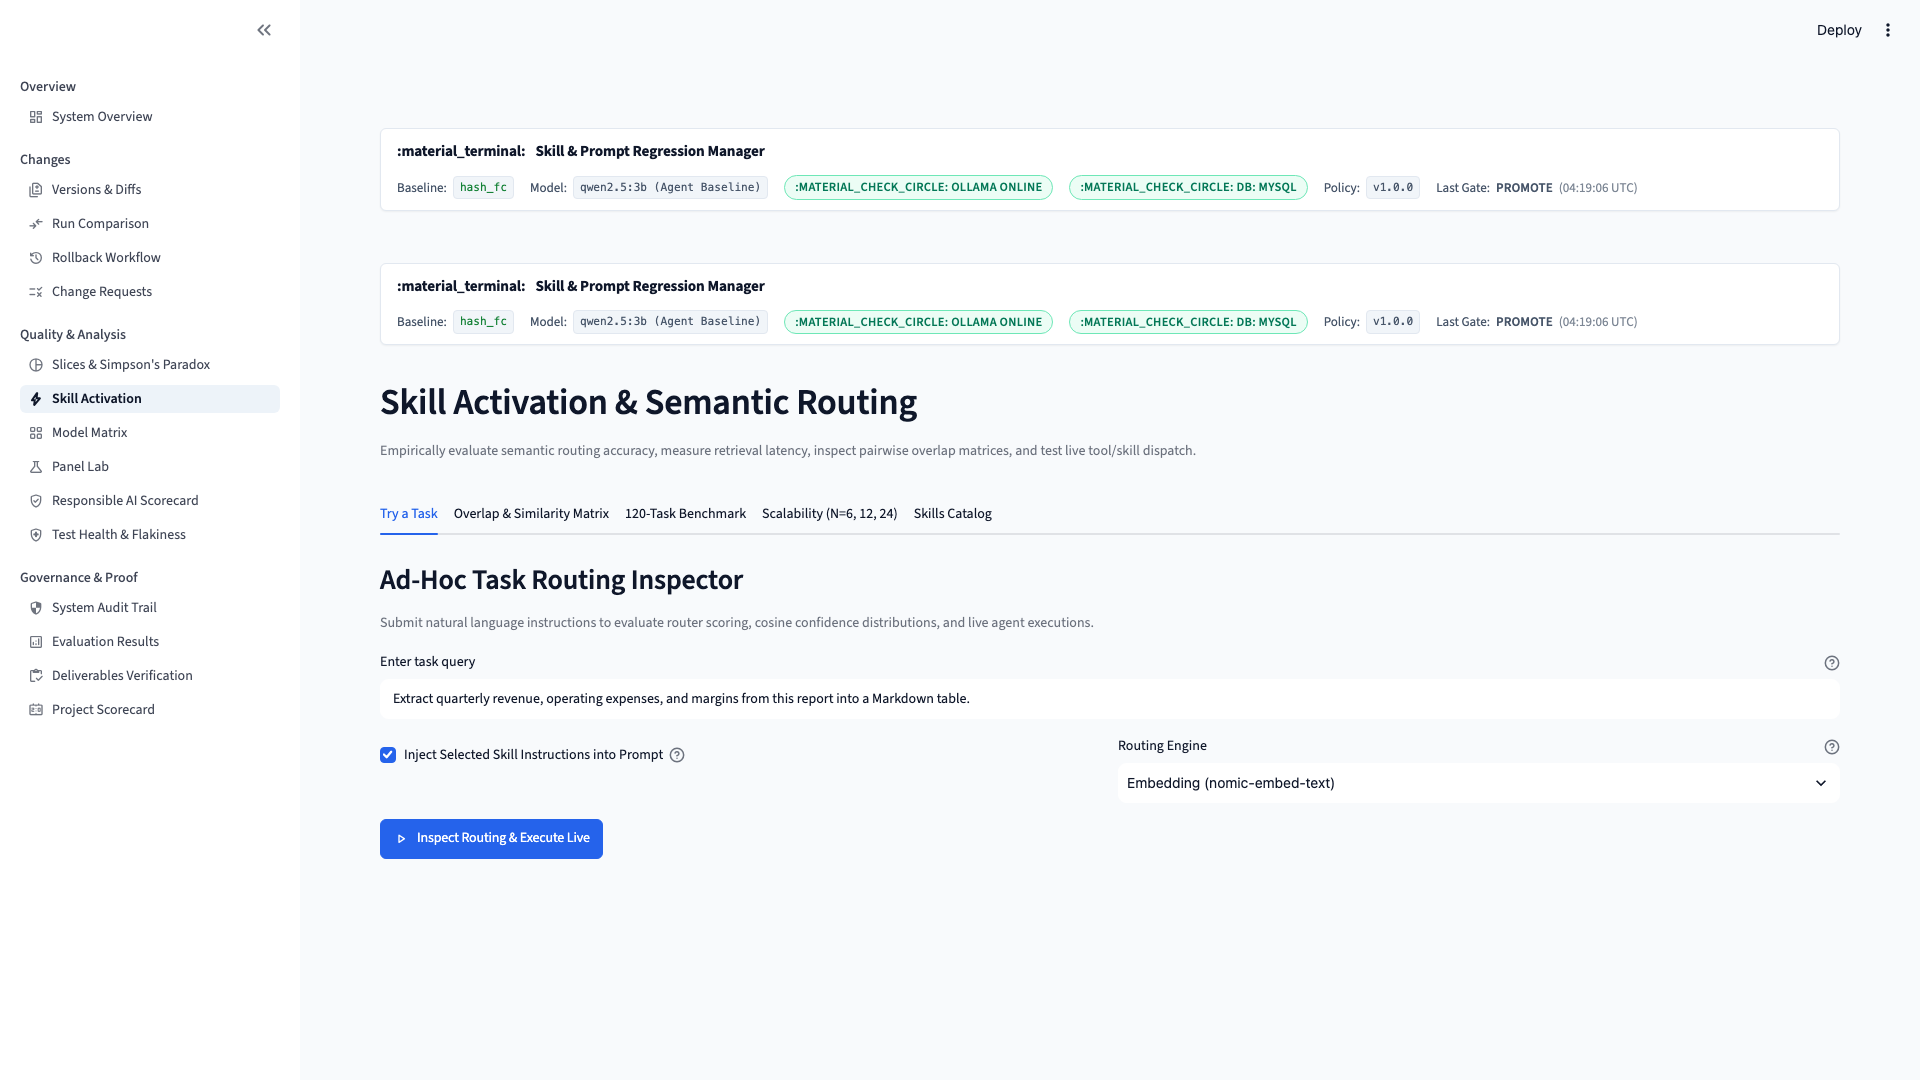 Deploy
Overview
System Overview
Changes
Versions & Diffs
Run Comparison
Rollback Workflow
Change Requests
Quality & Analysis
Slices & Simpson's Paradox
Skill Activation
Model Matrix
Panel Lab
Responsible AI Scorecard
Test Health & Flakiness
Governance & Proof
System Audit Trail
Evaluation Results
Deliverables Verification
Project Scorecard
:material_terminal: Skill & Prompt Regression Manager
Baseline: hash_fc Model: qwen2.5:3b (Agent Baseline) :MATERIAL_CHECK_CIRCLE: OLLAMA ONLINE :MATERIAL_CHECK_CIRCLE: DB: MYSQL Policy: v1.0.0 Last Gate: PROMOTE (04:19:06 UTC)
:material_terminal: Skill & Prompt Regression Manager
Baseline: hash_fc Model: qwen2.5:3b (Agent Baseline) :MATERIAL_CHECK_CIRCLE: OLLAMA ONLINE :MATERIAL_CHECK_CIRCLE: DB: MYSQL Policy: v1.0.0 Last Gate: PROMOTE (04:19:06 UTC)
Skill Activation & Semantic Routing
Empirically evaluate semantic routing accuracy, measure retrieval latency, inspect pairwise overlap matrices, and test live tool/skill dispatch.
Try a Task Overlap & Similarity Matrix 120-Task Benchmark Scalability (N=6, 12, 24) Skills Catalog
Ad-Hoc Task Routing Inspector
Submit natural language instructions to evaluate router scoring, cosine confidence distributions, and live agent executions.
Enter task query
Extract quarterly revenue, operating expenses, and margins from this report into a Markdown table.
Inject Selected Skill Instructions into Prompt
Routing Engine
Embedding (nomic-embed-text)
Inspect Routing & Execute Live